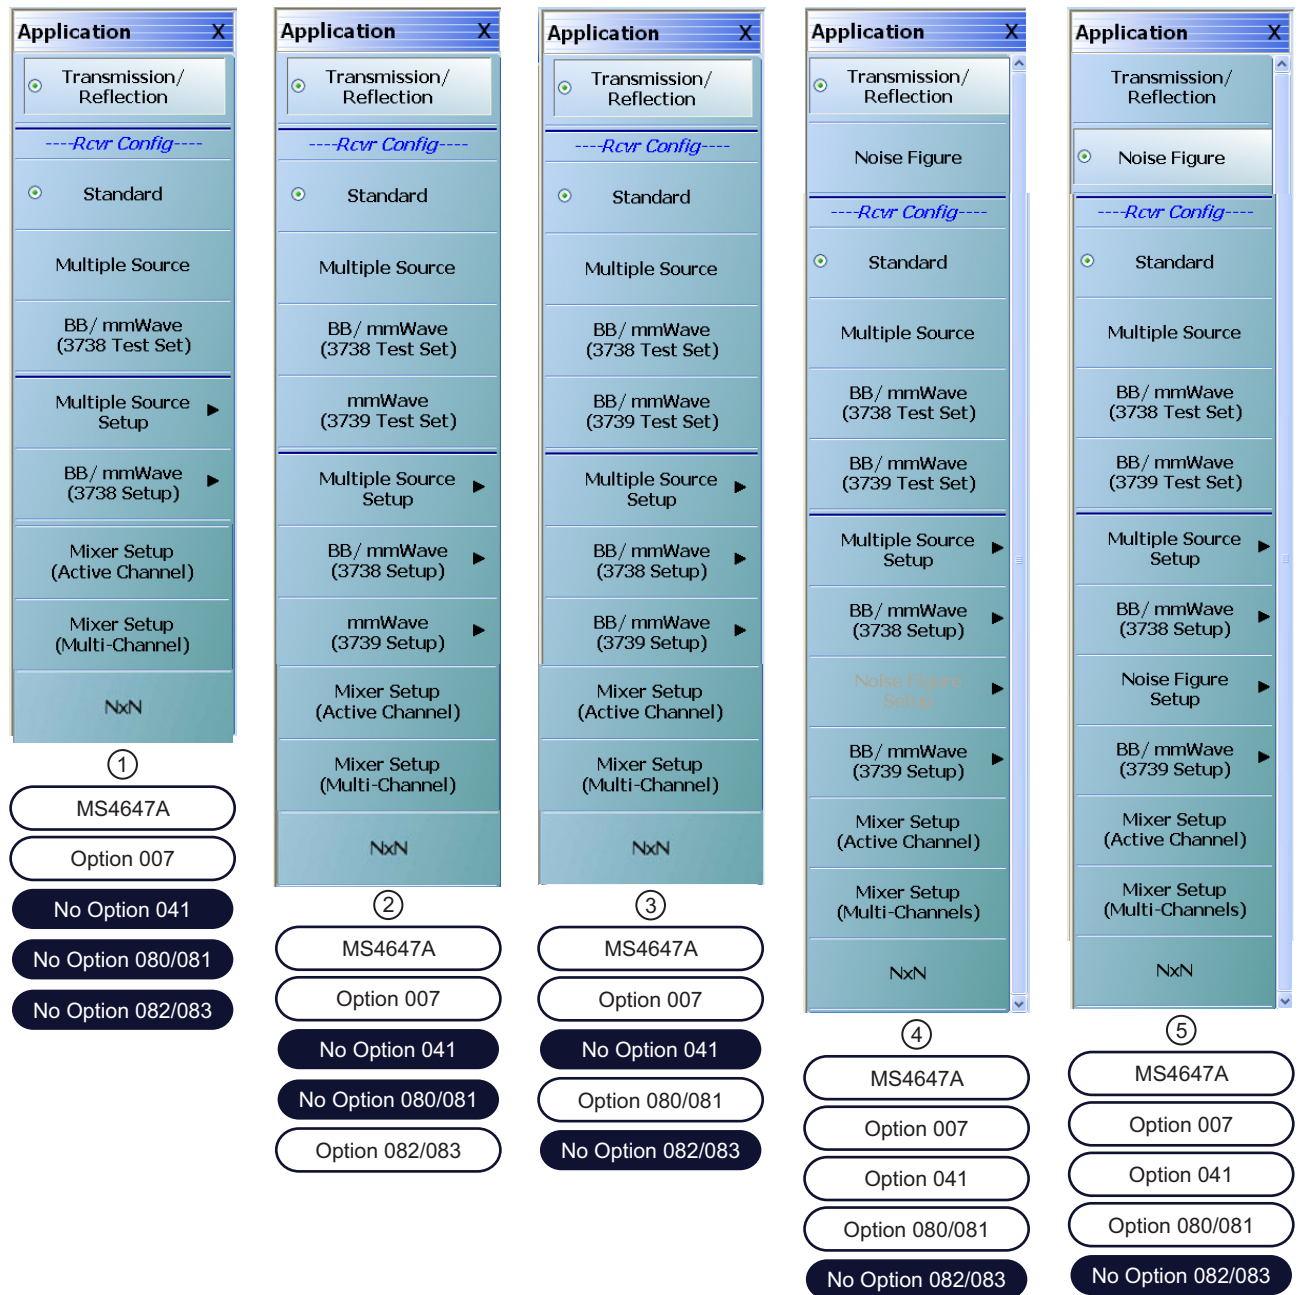 Application X
Transmission/
Reflection
----Rcvr Config----
Standard
Multiple Source
BB/mmWave
(3738 Test Set)
Multiple Source
Setup
BB/mmWave
(3738 Setup)
Mixer Setup
(Active Channel)
Mixer Setup
(Multi-Channel)
NxN
1
MS4647A
Option 007
No Option 041
No Option 080/081
No Option 082/083
Application X
Transmission/
Reflection
----Rcvr Config----
Standard
Multiple Source
BB/mmWave
(3738 Test Set)
mmWave
(3739 Test Set)
Multiple Source
Setup
BB/mmWave
(3738 Setup)
mmWave
(3739 Setup)
Mixer Setup
(Active Channel)
Mixer Setup
(Multi-Channel)
NxN
2
MS4647A
Option 007
No Option 041
No Option 080/081
Option 082/083
Application X
Transmission/
Reflection
----Rcvr Config----
Standard
Multiple Source
BB/mmWave
(3738 Test Set)
BB/mmWave
(3739 Test Set)
Multiple Source
Setup
BB/mmWave
(3738 Setup)
BB/mmWave
(3739 Setup)
Mixer Setup
(Active Channel)
Mixer Setup
(Multi-Channel)
NxN
3
MS4647A
Option 007
No Option 041
Option 080/081
No Option 082/083
Application X
Transmission/
Reflection
Noise Figure
----Rcvr Config----
Standard
Multiple Source
BB/mmWave
(3738 Test Set)
BB/mmWave
(3739 Test Set)
Multiple Source
Setup
BB/mmWave
(3738 Setup)
Noise Figure
Setup
BB/mmWave
(3739 Setup)
Mixer Setup
(Active Channel)
Mixer Setup
(Multi-Channels)
NxN
4
MS4647A
Option 007
Option 041
Option 080/081
No Option 082/083
Application X
Transmission/
Reflection
Noise Figure
----Rcvr Config----
Standard
Multiple Source
BB/mmWave
(3738 Test Set)
BB/mmWave
(3739 Test Set)
Multiple Source
Setup
BB/mmWave
(3738 Setup)
Noise Figure
Setup
BB/mmWave
(3739 Setup)
Mixer Setup
(Active Channel)
Mixer Setup
(Multi-Channels)
NxN
5
MS4647A
Option 007
Option 041
Option 080/081
No Option 082/083